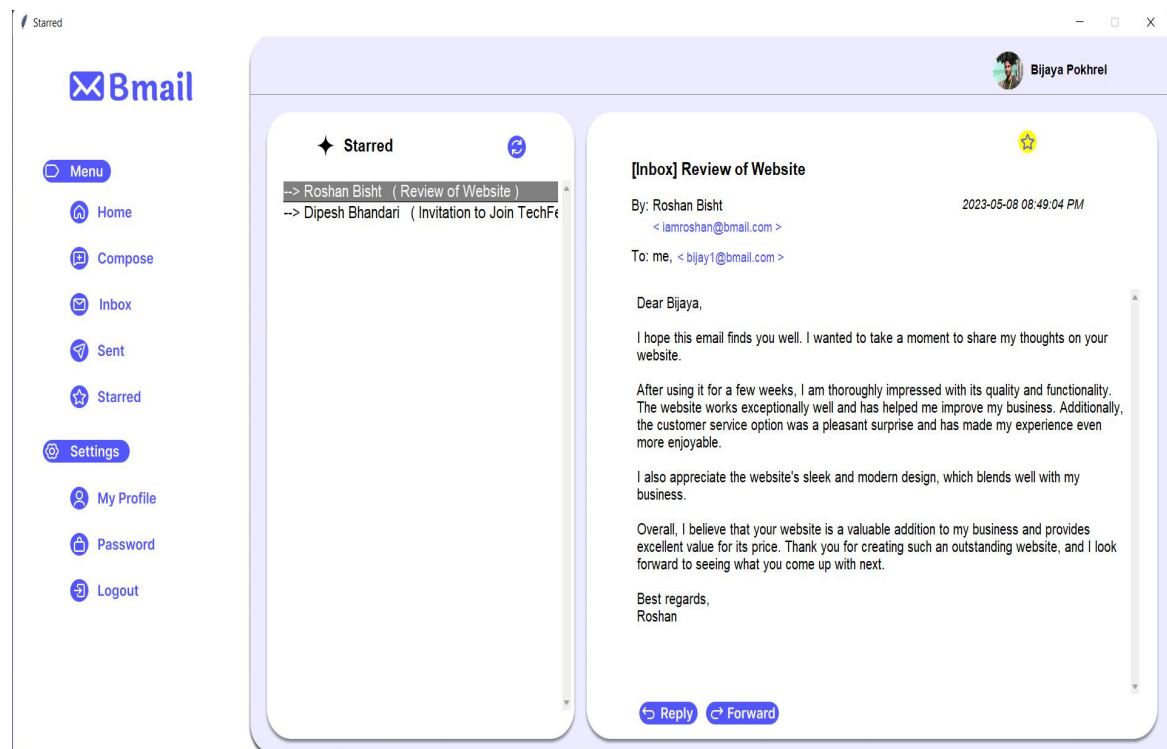 Starred
Bmail
Bijaya Pokhrel
Menu
Home
Compose
Inbox
Sent
Starred
Settings
My Profile
Password
Logout
Starred
--> Roshan Bisht ( Review of Website )
--> Dipesh Bhandari ( Invitation to Join TechFe
[Inbox] Review of Website
By: Roshan Bisht 2023-05-08 08:49:04 PM
< iamroshan@bmail.com >
To: me, < bijay1@bmail.com >
Dear Bijaya,
I hope this email finds you well. I wanted to take a moment to share my thoughts on your
website.
After using it for a few weeks, I am thoroughly impressed with its quality and functionality.
The website works exceptionally well and has helped me improve my business. Additionally,
the customer service option was a pleasant surprise and has made my experience even
more enjoyable.
I also appreciate the website's sleek and modern design, which blends well with my
business.
Overall, I believe that your website is a valuable addition to my business and provides
excellent value for its price. Thank you for creating such an outstanding website, and I look
forward to seeing what you come up with next.
Best regards,
Roshan
Reply Forward